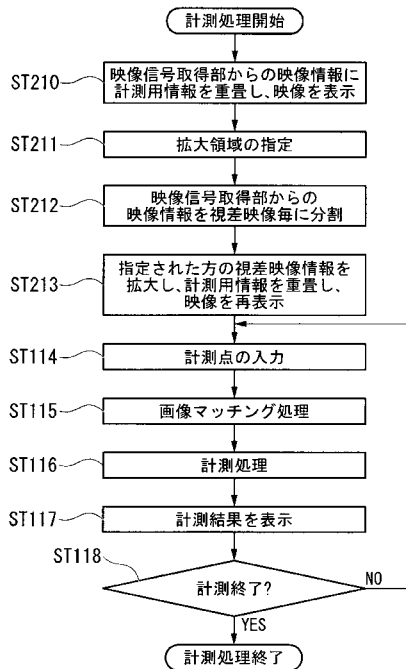 計測処理開始
ST210
映像信号取得部からの映像情報に
計測用情報を重畳し、映像を表示
ST211
拡大領域の指定
ST212
映像信号取得部からの
映像情報を視差映像毎に分割
ST213
指定された方の視差映像情報を
拡大し、計測用情報を重畳し、
映像を再表示
ST114
計測点の入力
ST115
画像マッチング処理
ST116
計測処理
ST117
計測結果を表示
ST118
計測終了?
NO
YES
計測処理終了